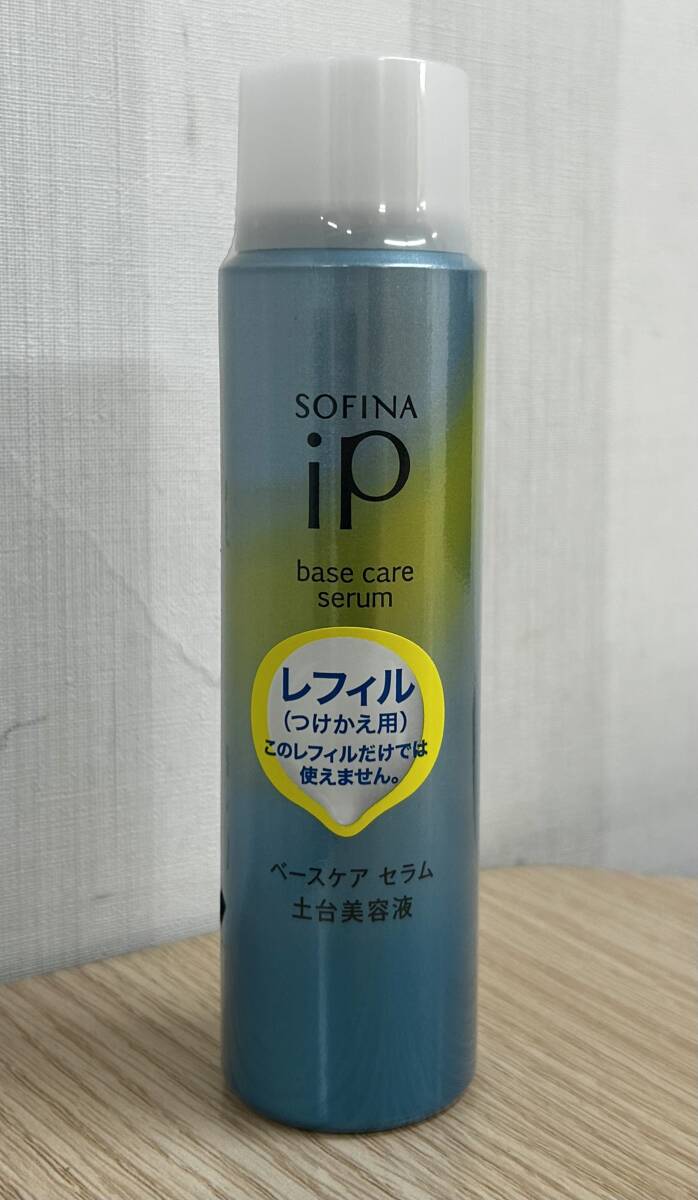 SOFINA
iP
base care
serum
レフィル
(つけかえ用)
このレフィルだけでは
使えません。
ベースケア セラム
土台美容液